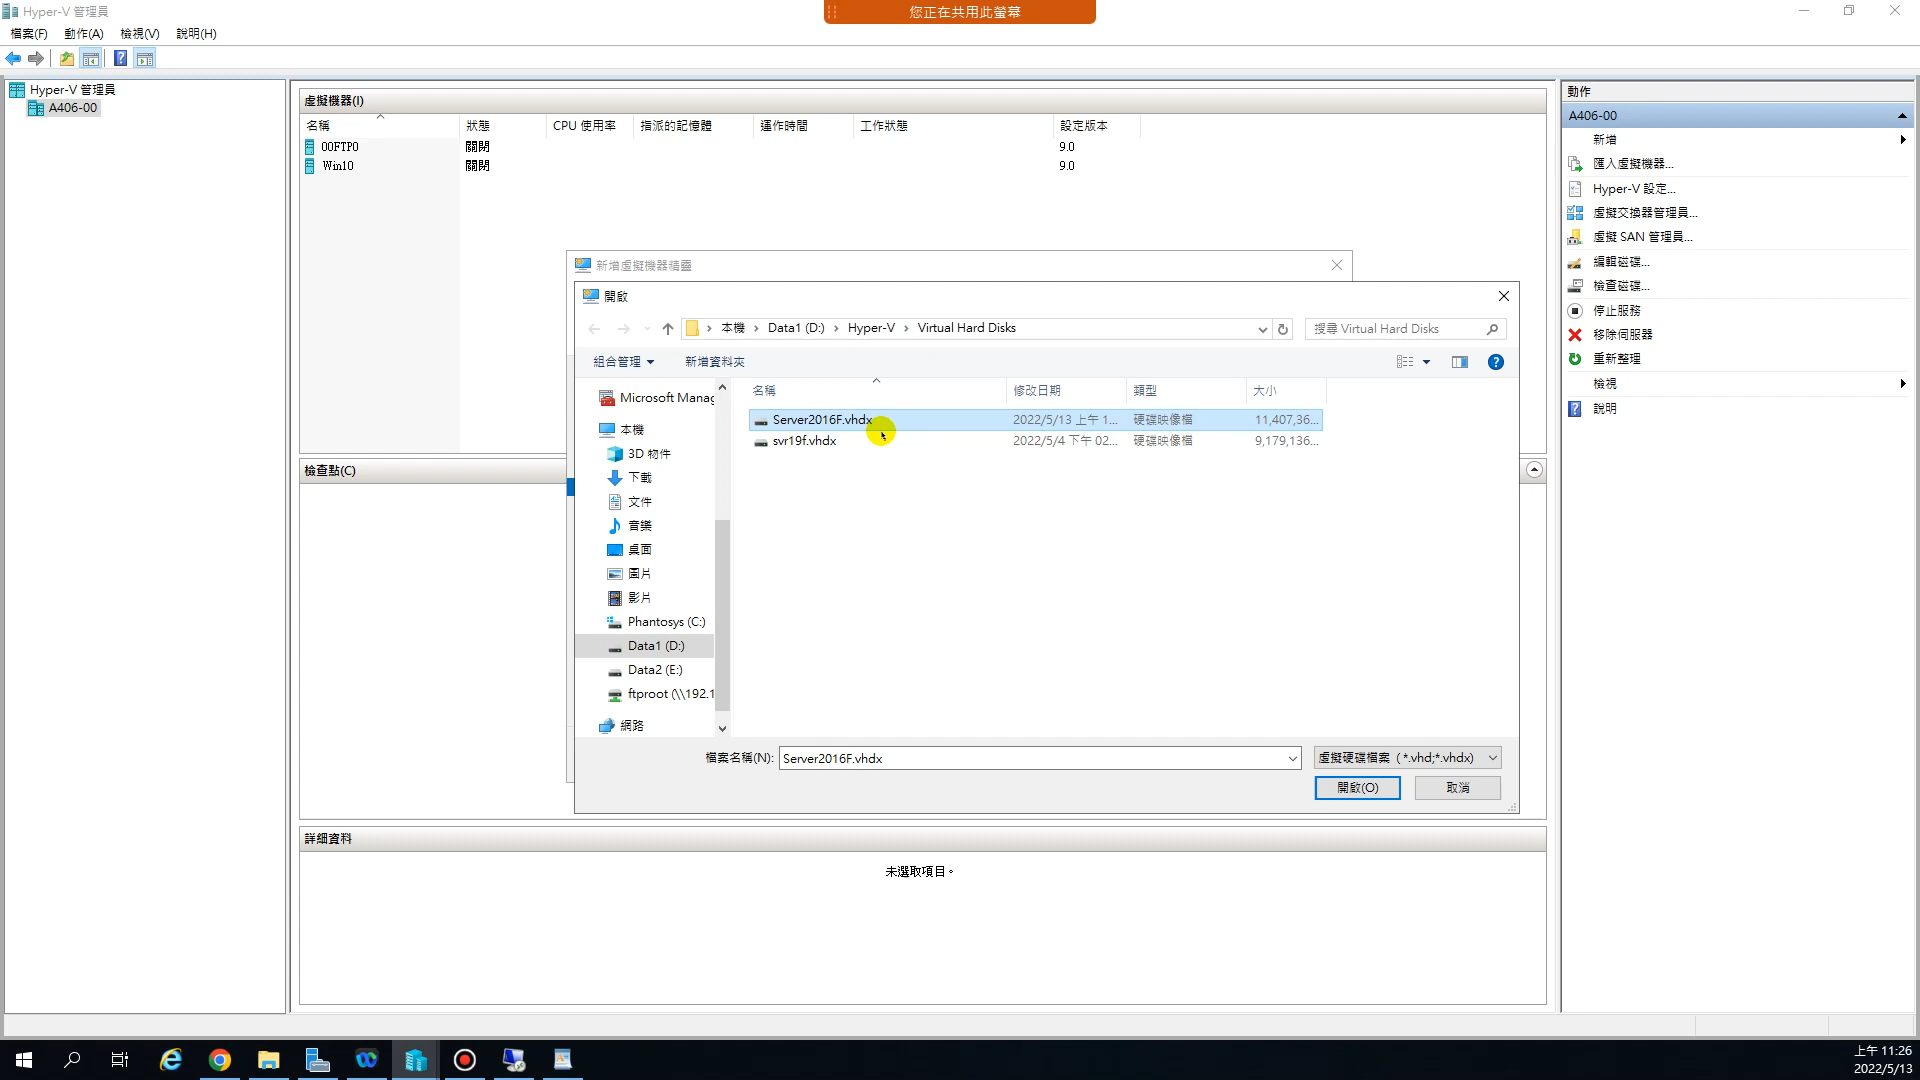 Hyper-V 管理員
您正在共用此螢幕
檔案(F) 動作(A) 檢視(V) 說明(H)
Hyper-V 管理員
A406-00
虛擬機器(I)
名稱 狀態 CPU 使用率 指派的記憶體 運作時間 工作狀態 設定版本
00FTP0 關閉 9.0
Win10 關閉 9.0
新增虛擬機器精靈
開啟
本機 Data1 (D:) Hyper-V Virtual Hard Disks
搜尋 Virtual Hard Disks
組合管理 新增資料夾
名稱 修改日期 類型 大小
Server2016F.vhdx 2022/5/13 上午 1... 硬碟映像檔 11,407,36...
svr19f.vhdx 2022/5/4 下午 02... 硬碟映像檔 9,179,136...
Microsoft Manag
本機
3D 物件
下載
文件
音樂
桌面
圖片
影片
Phantosys (C:)
Data1 (D:)
Data2 (E:)
ftproot (\\192.1
網路
檔案名稱(N): Server2016F.vhdx 虛擬硬碟檔案 (*.vhd;*.vhdx)
開啟(O) 取消
檢查點(C)
詳細資料
未選取項目。
動作
A406-00
新增
匯入虛擬機器...
Hyper-V 設定...
虛擬交換器管理員...
虛擬 SAN 管理員...
編輯磁碟...
檢查磁碟...
停止服務
移除伺服器
重新整理
檢視
說明
上午 11:26
2022/5/13